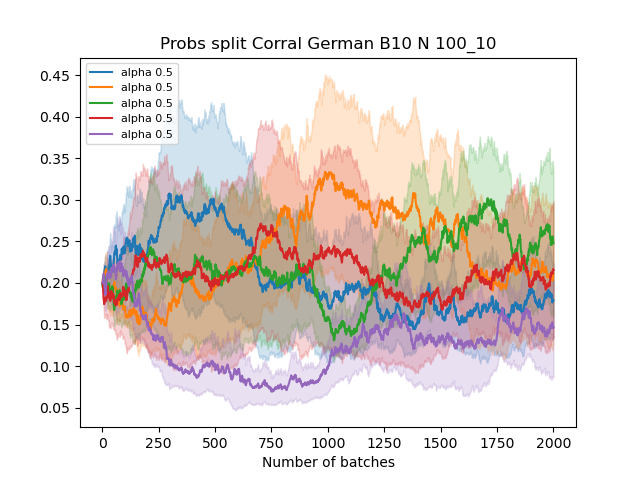 Probs split Corral German B10 N 100_10
alpha 0.5
alpha 0.5
alpha 0.5
alpha 0.5
alpha 0.5
0.45
0.40
0.35
0.30
0.25
0.20
0.15
0.10
0.05
0 250 500 750 1000 1250 1500 1750 2000
Number of batches